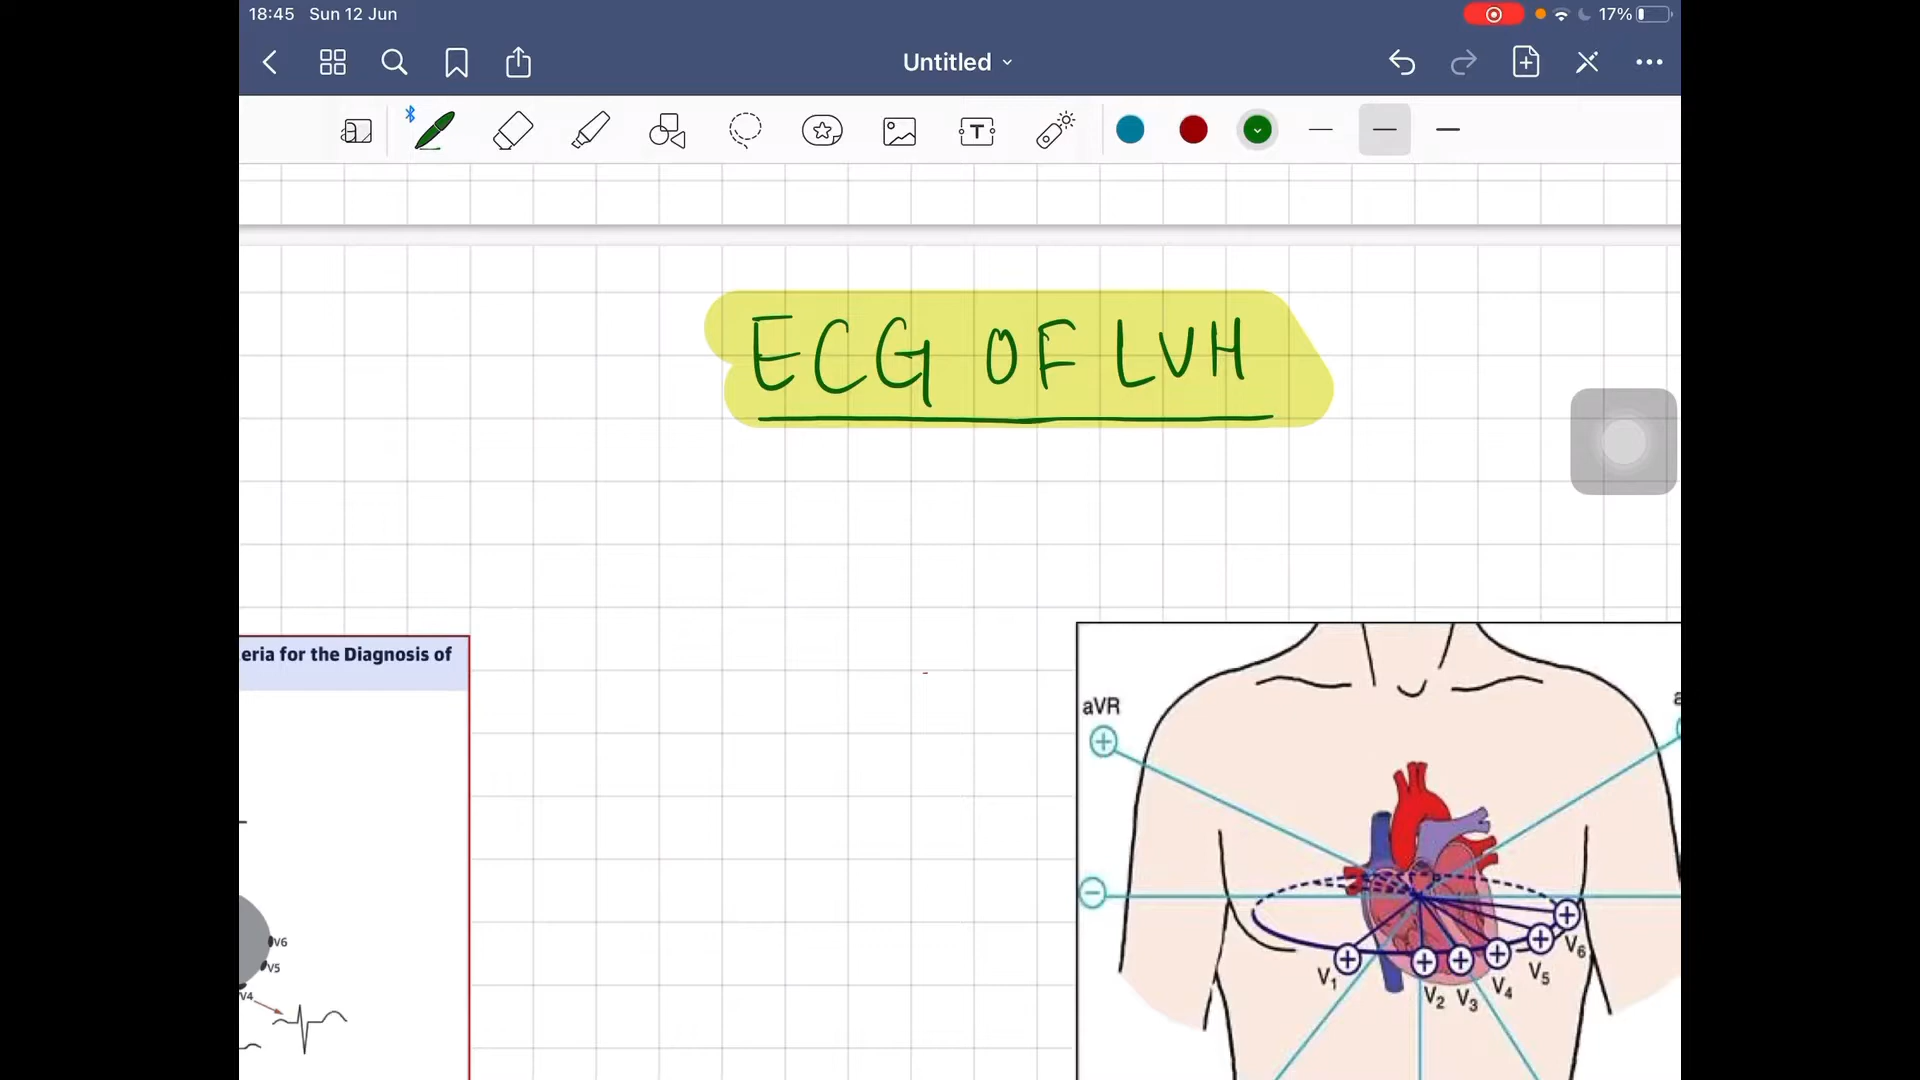 18:45 Sun 12 Jun
17%
Untitled
T
ECG OF LVH
eria for the Diagnosis of
aVR
a
V6
V5
V4
V1
V2
V3
V4
V5
V6